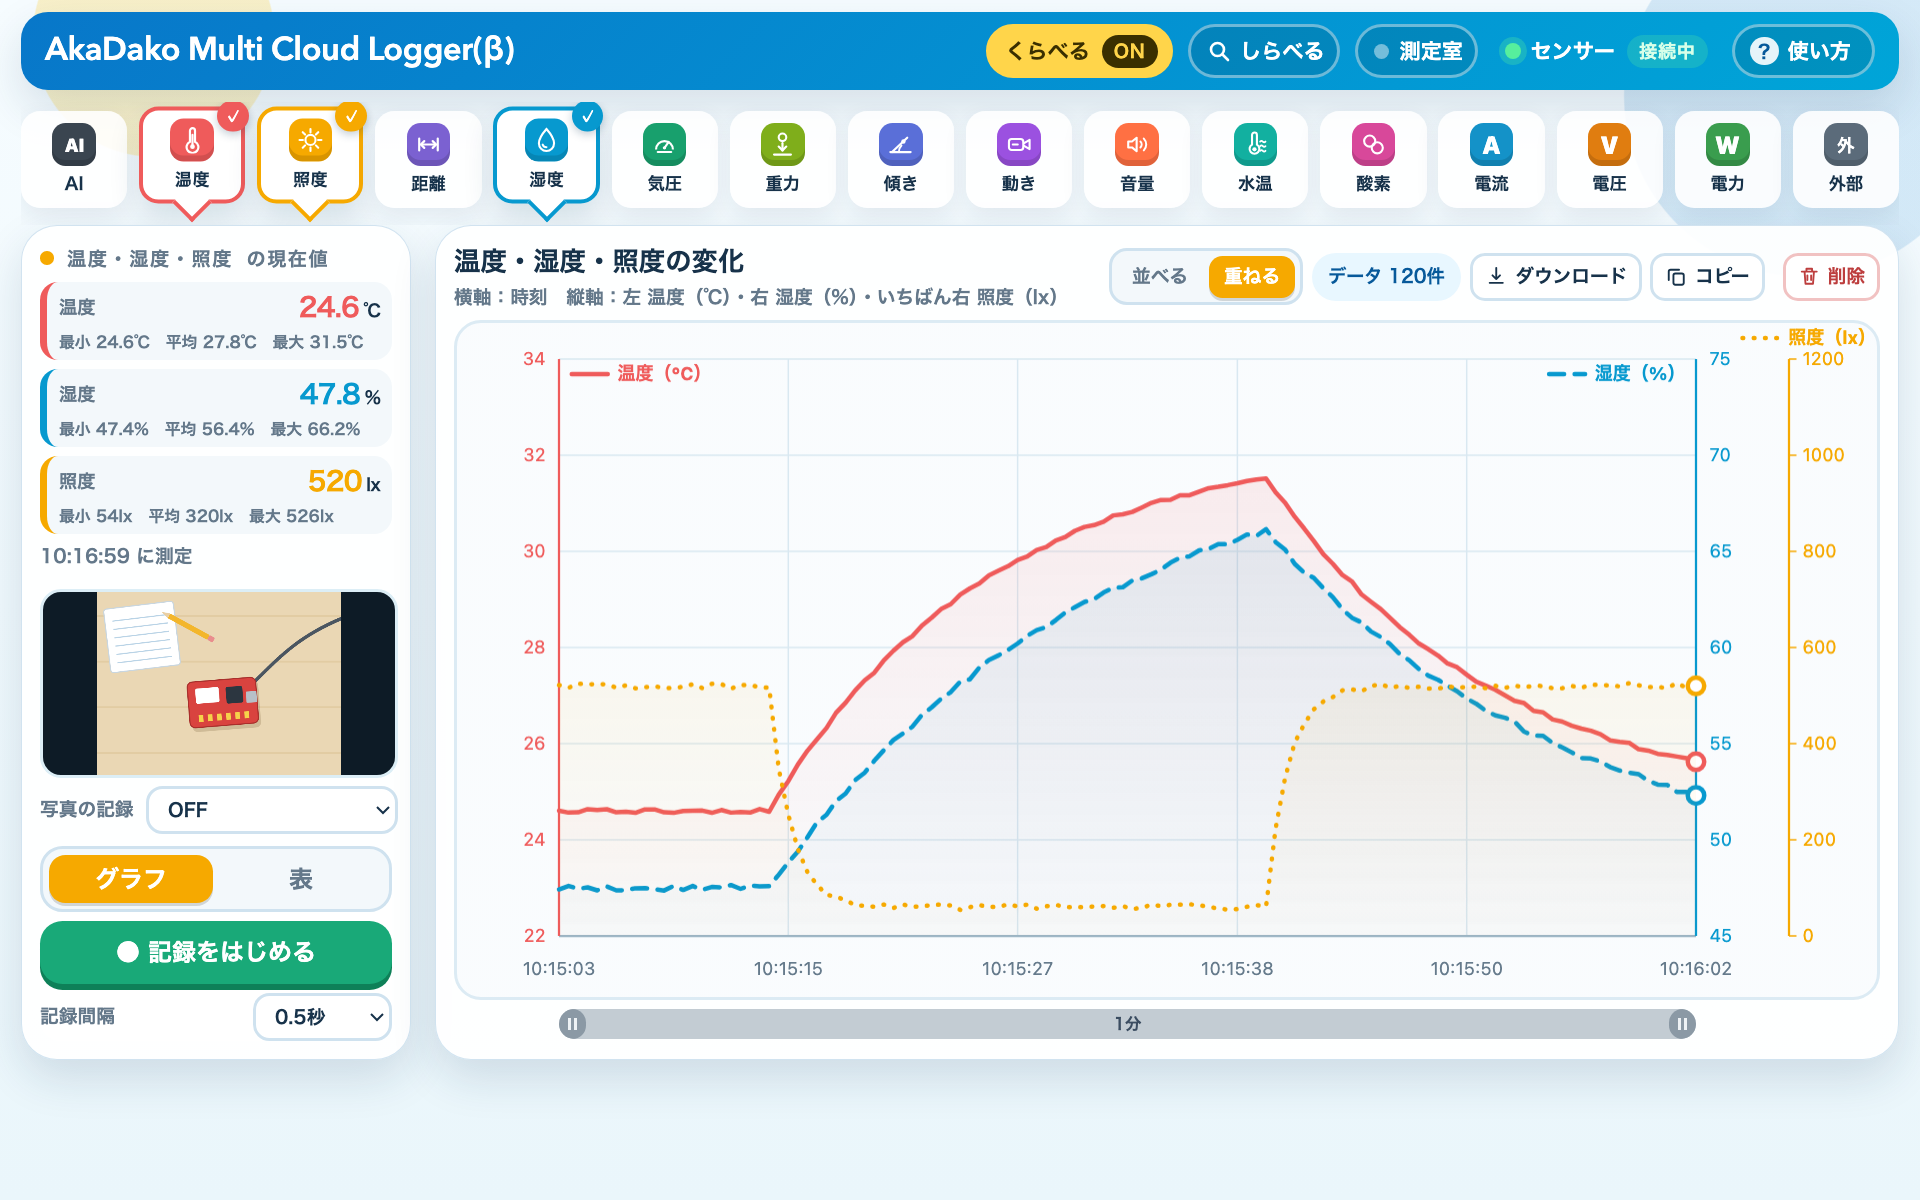 AkaDako Multi Cloud Logger(β)
くらべる ON
しらべる
測定室
センサー 接続中
? 使い方
AI AI
温度
照度
距離
湿度
気圧
重力
傾き
動き
音量
水温
酸素
A 電流
V 電圧
W 電力
外 外部
温度・湿度・照度 の現在値
温度 24.6℃
最小 24.6℃ 平均 27.8℃ 最大 31.5℃
湿度 47.8%
最小 47.4% 平均 56.4% 最大 66.2%
照度 520lx
最小 54lx 平均 320lx 最大 526lx
10:16:59 に測定
写真の記録 OFF
グラフ 表
記録をはじめる
記録間隔 0.5秒
温度・湿度・照度の変化
横軸：時刻 縦軸：左 温度（℃）・右 湿度（%）・いちばん右 照度（lx）
並べる 重ねる
データ 120件
ダウンロード
コピー
削除
照度（lx）
温度（°C）
湿度（%）
34 75 1200
32 70 1000
30 65 800
28 60 600
26 55 400
24 50 200
22 45 0
10:15:03 10:15:15 10:15:27 10:15:38 10:15:50 10:16:02
1分